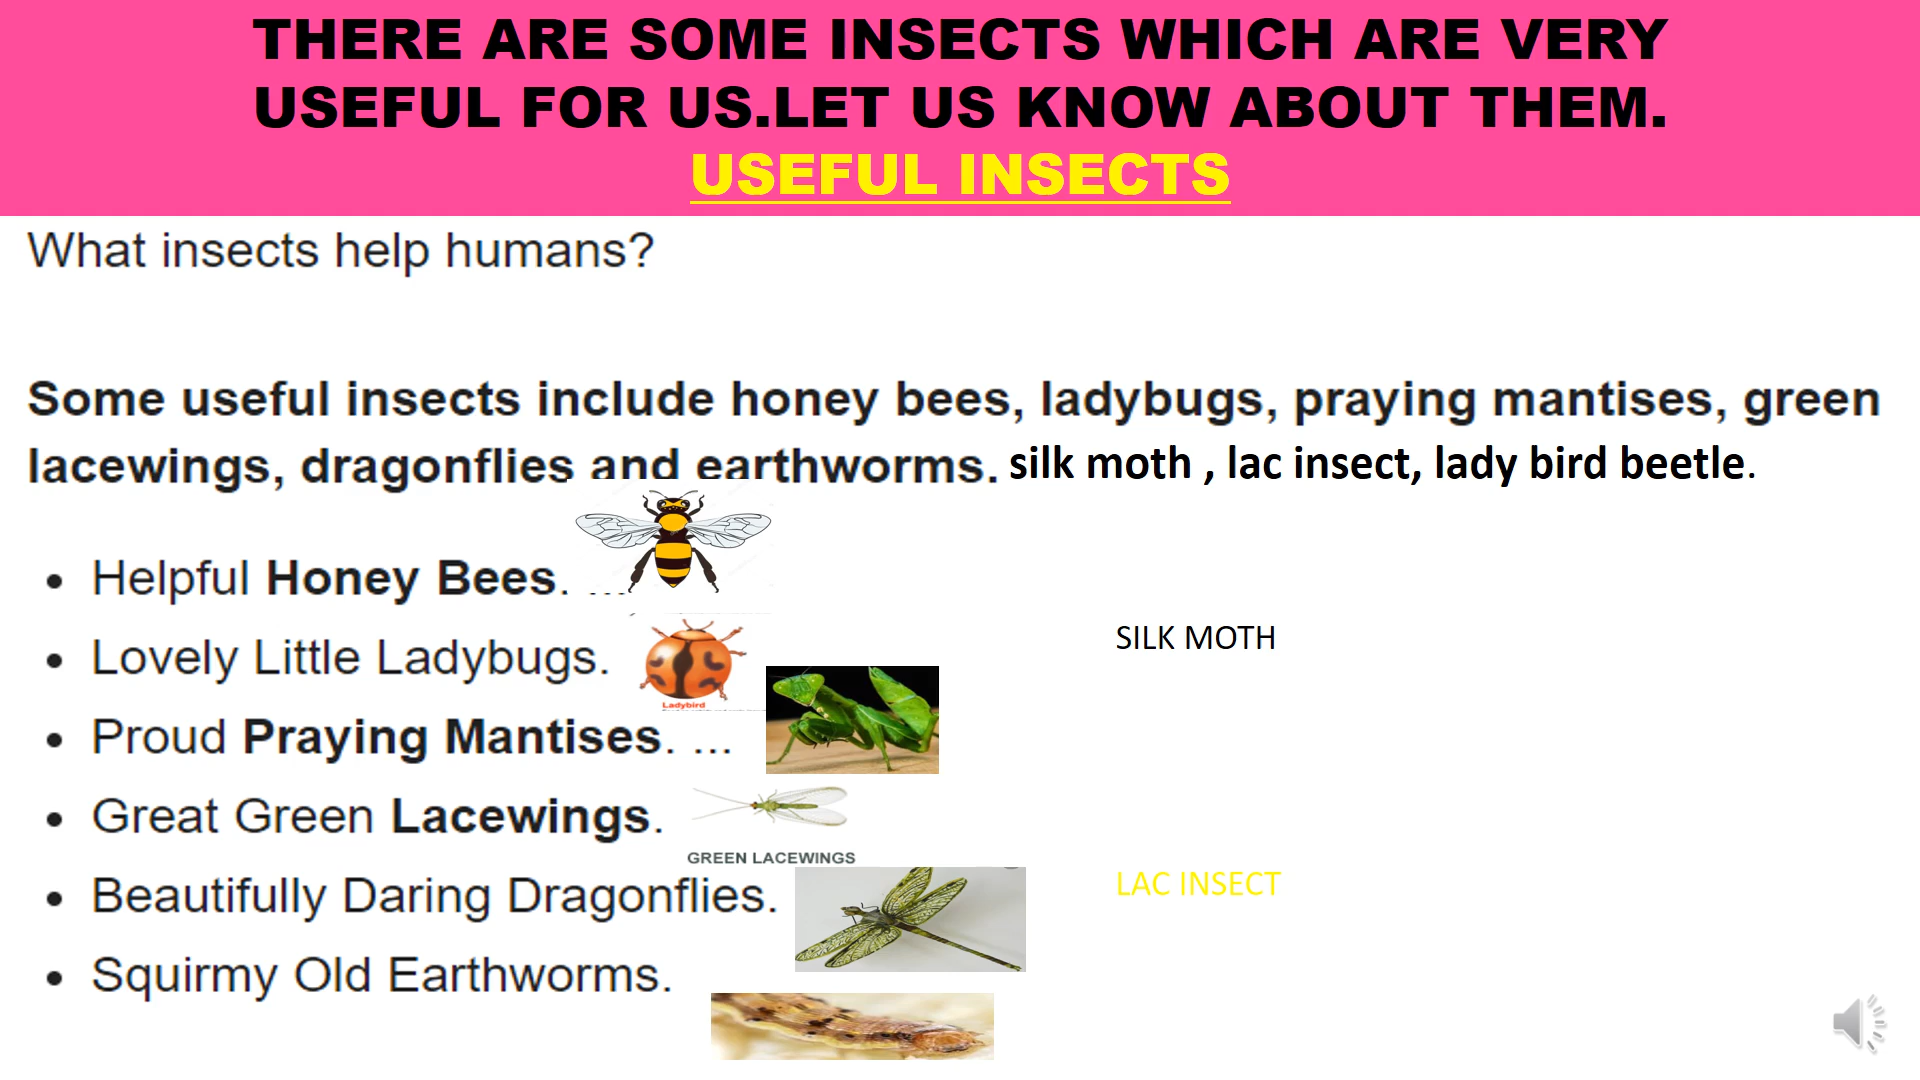 THERE ARE SOME INSECTS WHICH ARE VERY
USEFUL FOR US.LET US KNOW ABOUT THEM.
USEFUL INSECTS
What insects help humans?
Some useful insects include honey bees, ladybugs, praying mantises, green
lacewings, dragonflies and earthworms. silk moth , lac insect, lady bird beetle.
• Helpful Honey Bees. ...
• Lovely Little Ladybugs.
Ladybird
• Proud Praying Mantises. ...
• Great Green Lacewings.
GREEN LACEWINGS
• Beautifully Daring Dragonflies.
• Squirmy Old Earthworms.
SILK MOTH
LAC INSECT